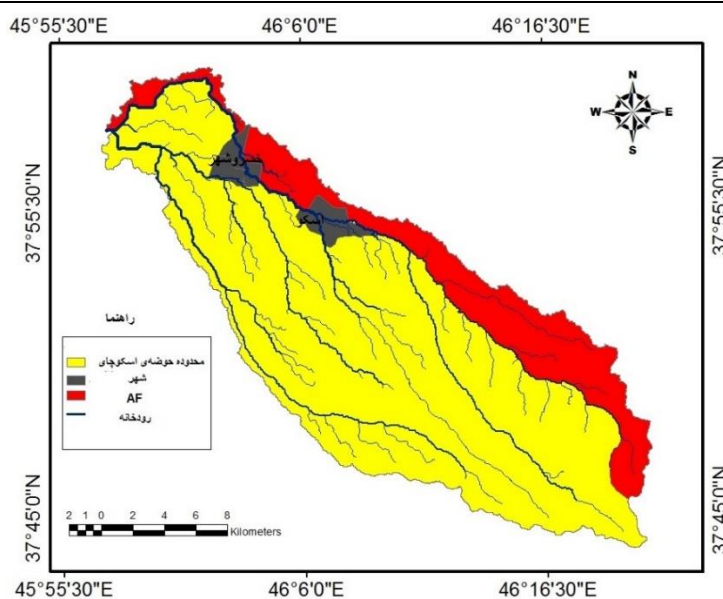 45°55'30"E 46°6'0"E 46°16'30"E
N
W E
S
خسروشهر
37°55'30"N 37°55'30"N
اسکو
راهنما
محدوده حوضه‌ی اسکوچای
شهر
AF
رودخانه
37°45'0"N 37°45'0"N
2 1 0 2 4 6 8
Kilometers
45°55'30"E 46°6'0"E 46°16'30"E